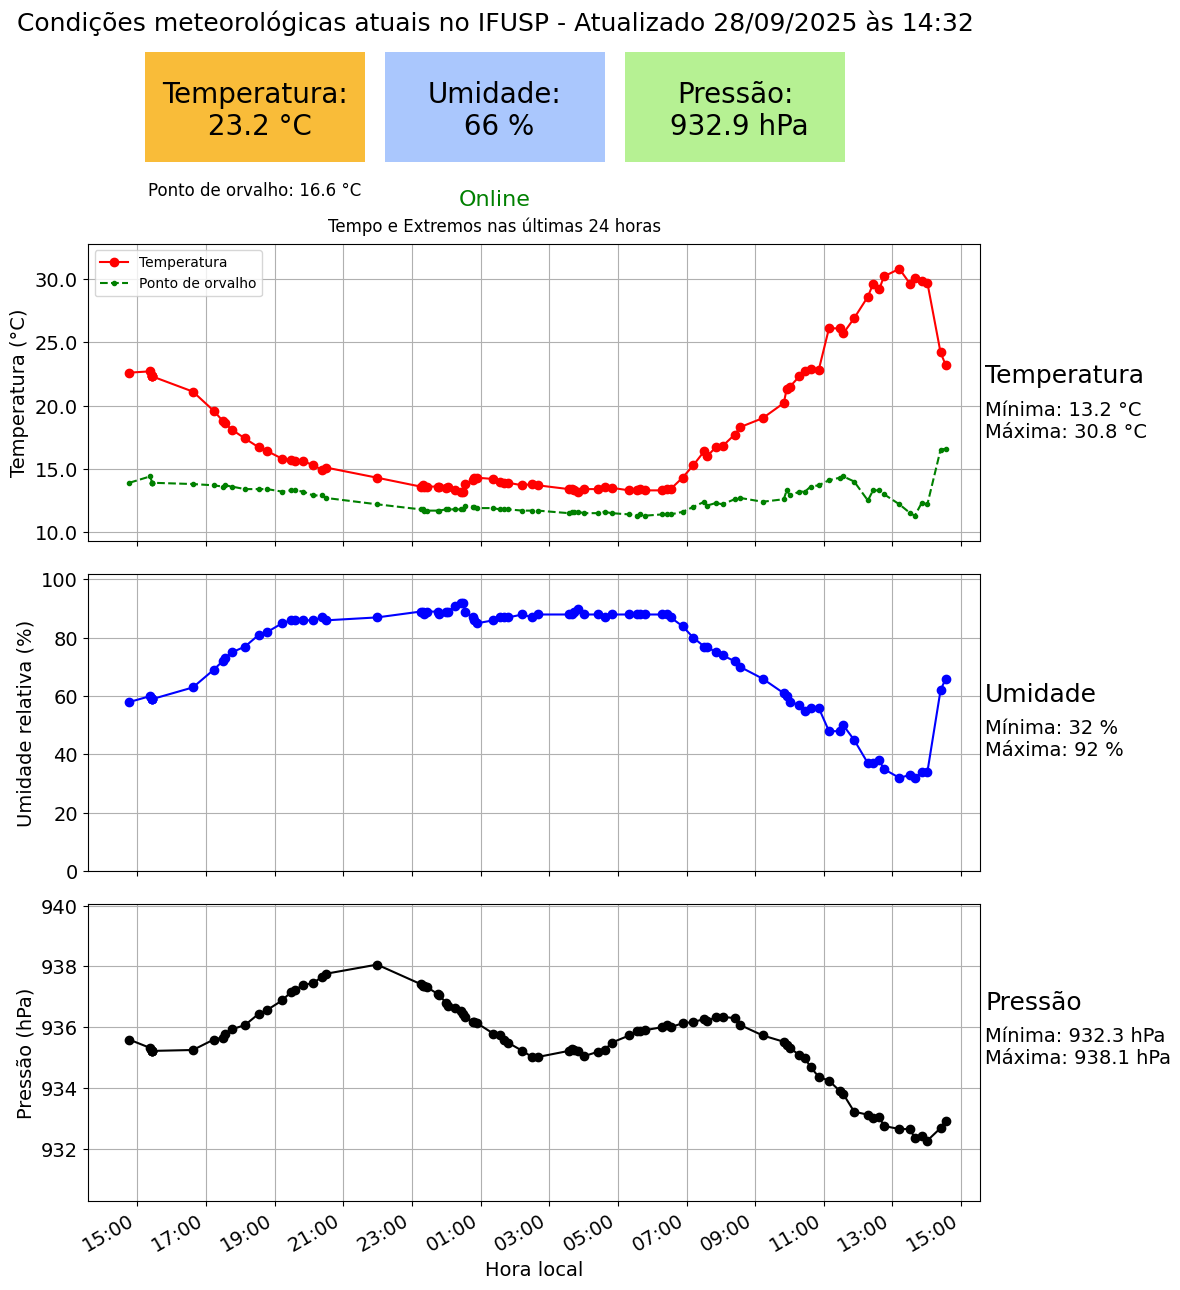 Condições meteorológicas atuais no IFUSP - Atualizado 28/09/2025 às 14:32
Temperatura:
23.2 °C
Umidade:
66 %
Pressão:
932.9 hPa
Ponto de orvalho: 16.6 °C
Online
Tempo e Extremos nas últimas 24 horas
Temperatura
Ponto de orvalho
Temperatura (°C)
30.0
25.0
20.0
15.0
10.0
Temperatura
Mínima: 13.2 °C
Máxima: 30.8 °C
Umidade relativa (%)
100
80
60
40
20
0
Umidade
Mínima: 32 %
Máxima: 92 %
Pressão (hPa)
940
938
936
934
932
Pressão
Mínima: 932.3 hPa
Máxima: 938.1 hPa
15:00 17:00 19:00 21:00 23:00 01:00 03:00 05:00 07:00 09:00 11:00 13:00 15:00
Hora local